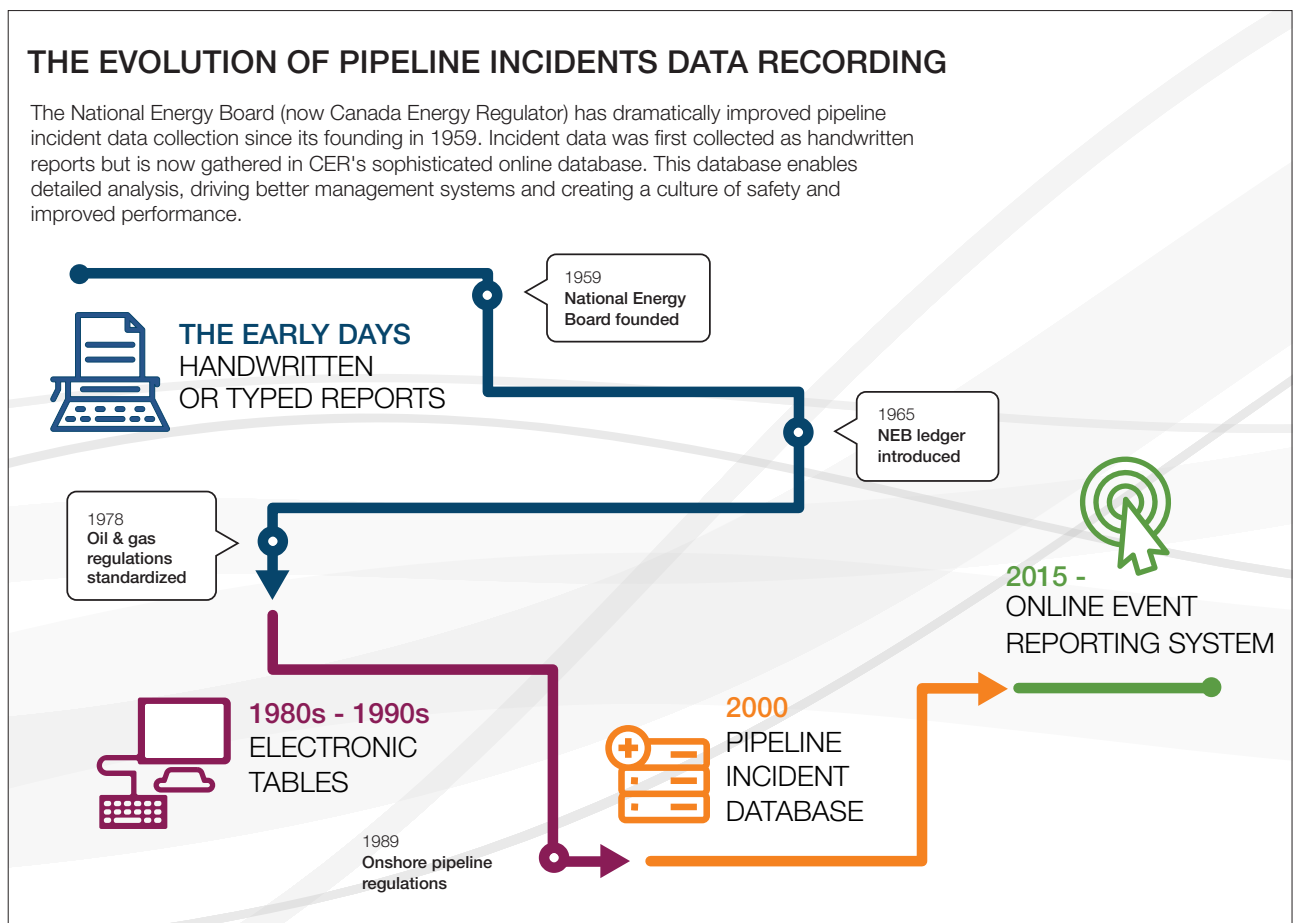 THE EVOLUTION OF PIPELINE INCIDENTS DATA RECORDING
The National Energy Board (now Canada Energy Regulator) has dramatically improved pipeline
incident data collection since its founding in 1959. Incident data was first collected as handwritten
reports but is now gathered in CER's sophisticated online database. This database enables
detailed analysis, driving better management systems and creating a culture of safety and
improved performance.
1959
National Energy
Board founded
THE EARLY DAYS
HANDWRITTEN
OR TYPED REPORTS
1965
NEB ledger
introduced
1978
Oil & gas
regulations
standardized
2015 -
ONLINE EVENT
REPORTING SYSTEM
1980s - 1990s
ELECTRONIC
TABLES
2000
PIPELINE
INCIDENT
DATABASE
1989
Onshore pipeline
regulations